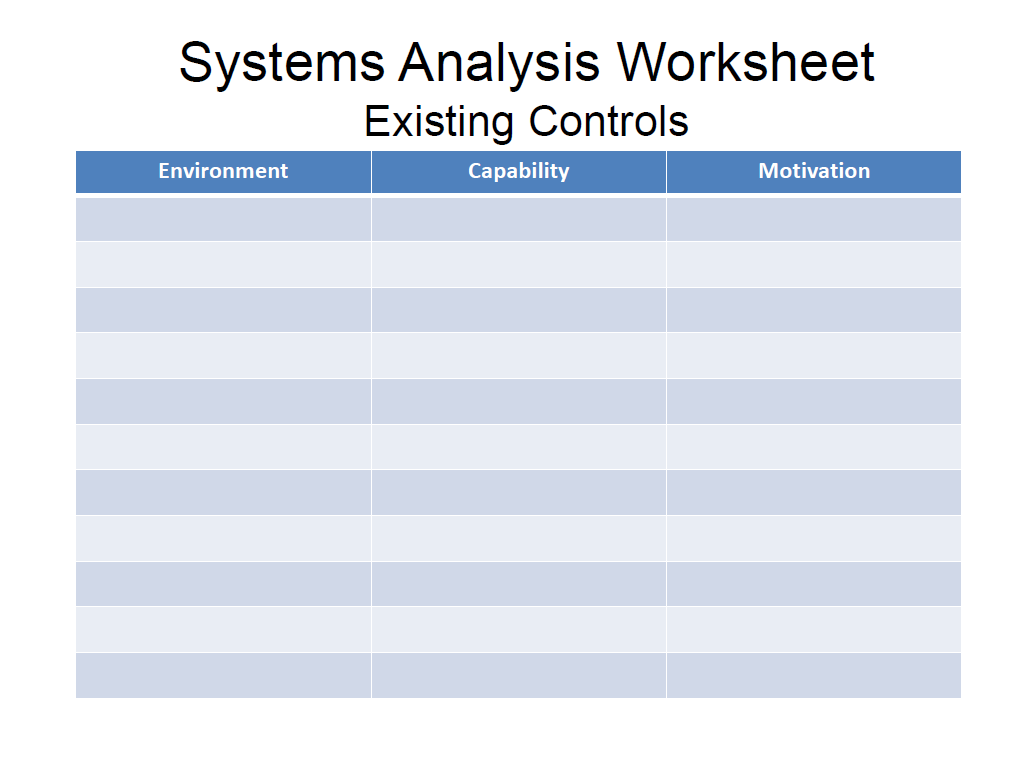 Systems Analysis Worksheet
Existing Controls
Environment Capability Motivation